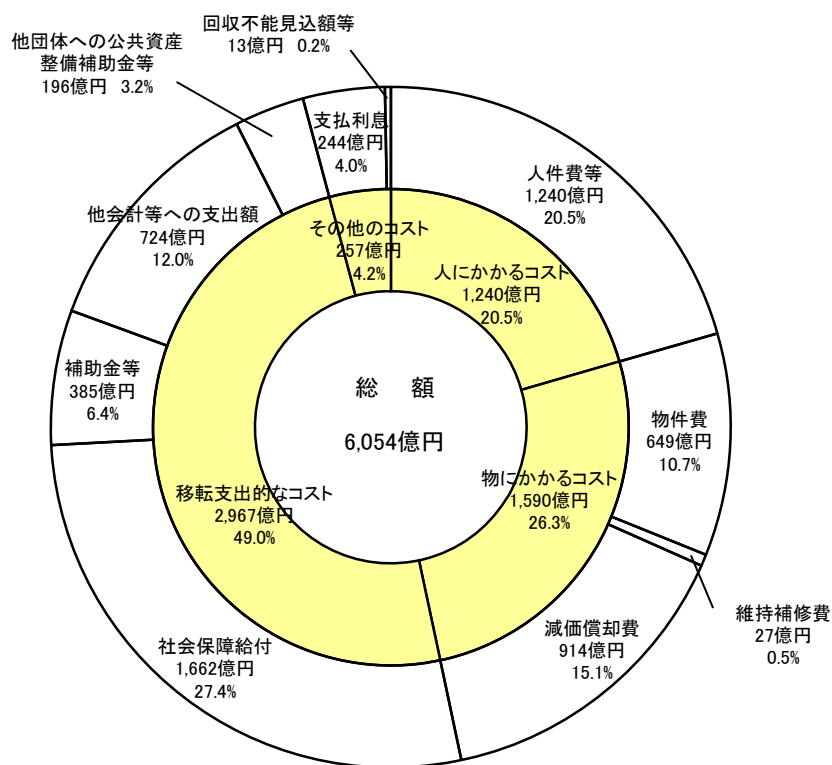 回収不能見込額等
13億円 0.2%
他団体への公共資産
整備補助金等
196億円 3.2%
支払利息
244億円
4.0%
人件費等
1,240億円
20.5%
他会計等への支出額
724億円
12.0%
その他のコスト
257億円
4.2%
人にかかるコスト
1,240億円
20.5%
補助金等
385億円
6.4%
総 額
6,054億円
物件費
649億円
10.7%
移転支出的なコスト
2,967億円
49.0%
物にかかるコスト
1,590億円
26.3%
維持補修費
27億円
0.5%
社会保障給付
1,662億円
27.4%
減価償却費
914億円
15.1%